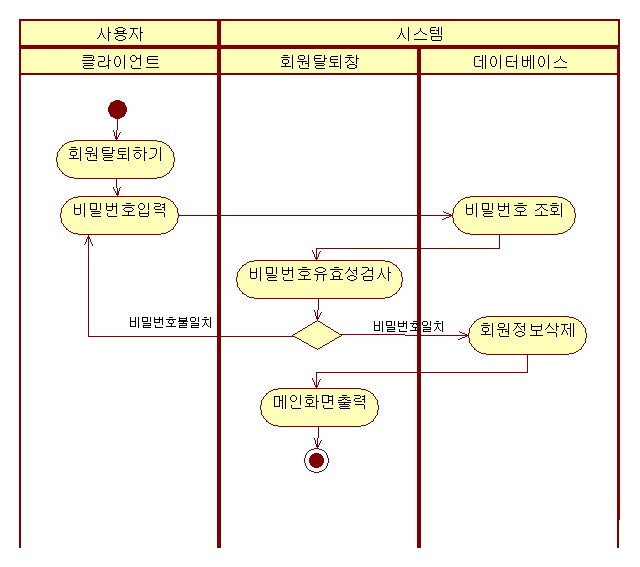 사용자
시스템
클라이언트
회원탈퇴창
데이터베이스
회원탈퇴하기
비밀번호입력
비밀번호 조회
비밀번호유효성검사
비밀번호불일치
비밀번호일치
회원정보삭제
메인화면출력